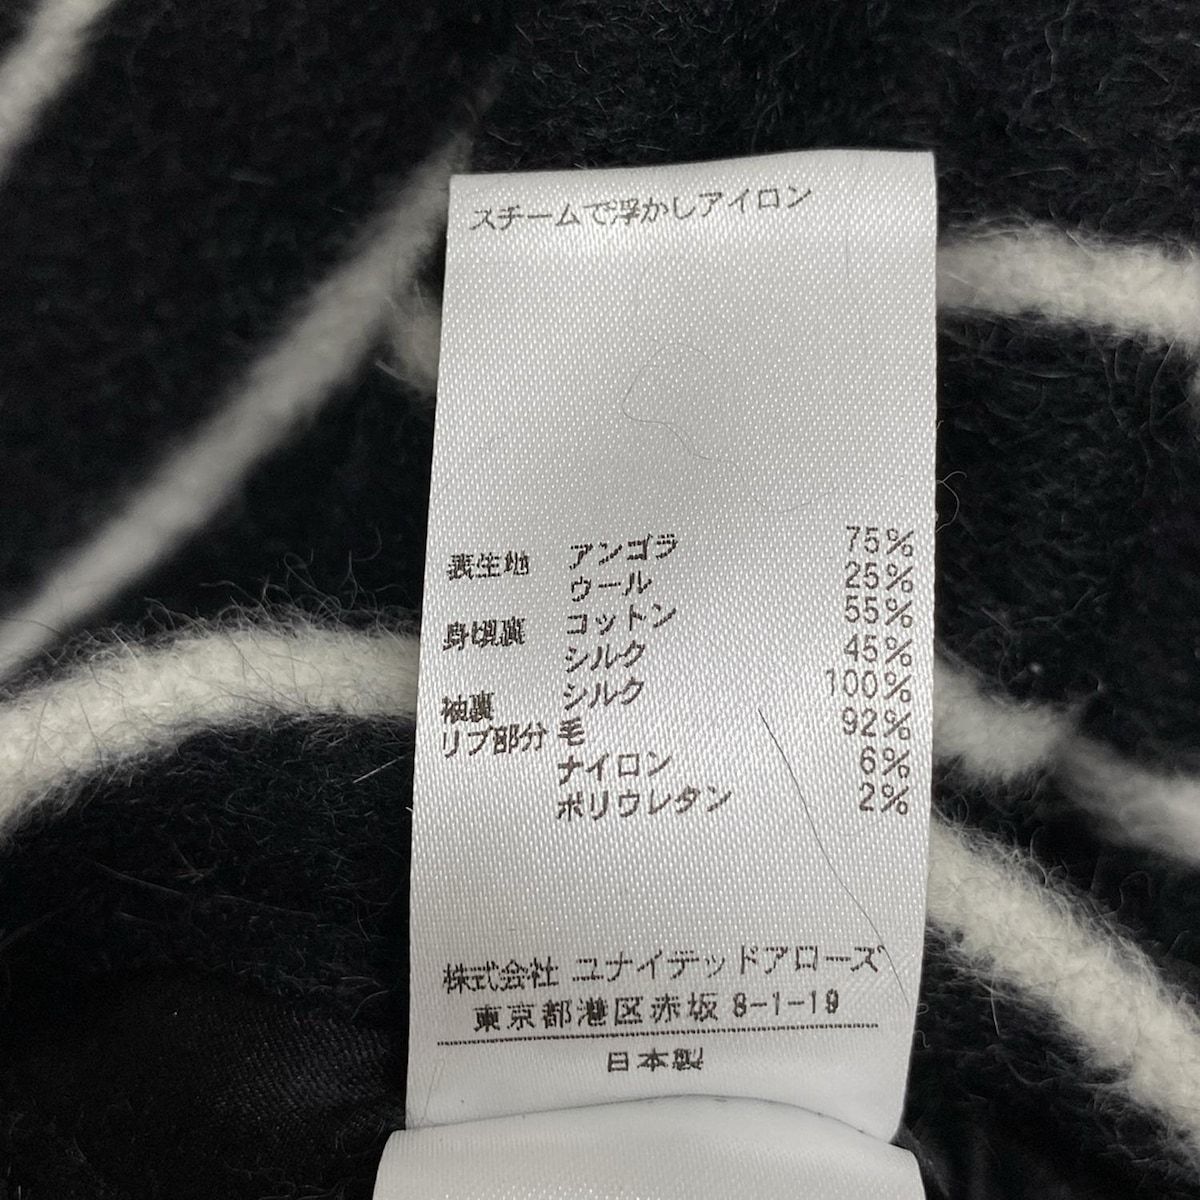 スチームで浮かしアイロン
表生地 アンゴラ 75%
ウール 25%
身頃裏 コットン 55%
シルク 45%
袖裏 シルク 100%
リブ部分 毛 92%
ナイロン 6%
ポリウレタン 2%
株式会社 ユナイテッドアローズ
東京都港区赤坂 8-1-19
日本製